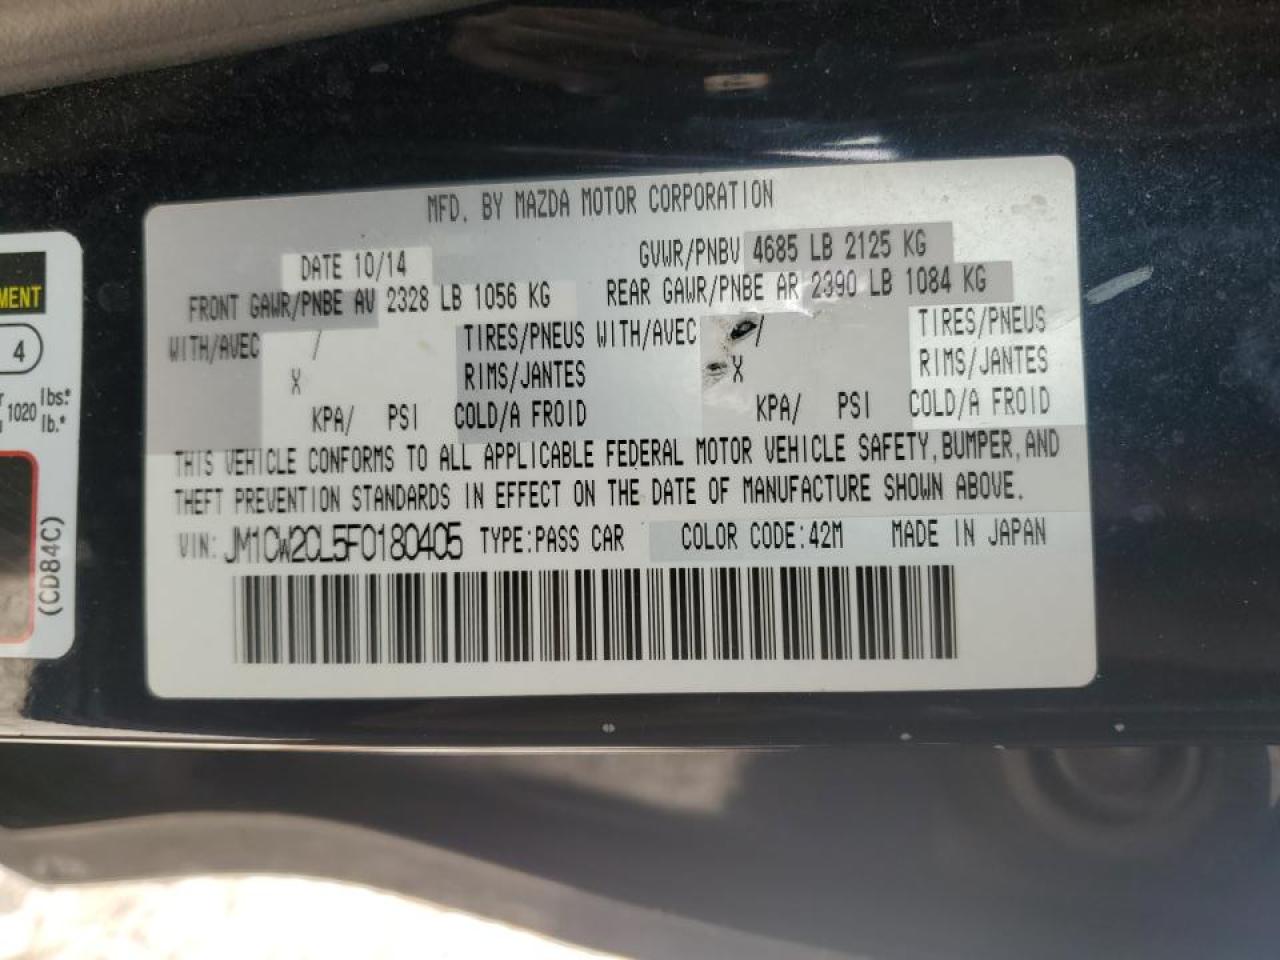 MFD. BY MAZDA MOTOR CORPORATION
DATE 10/14
GVWR/PNBV 4685 LB 2125 KG
FRONT GAWR/PNBE AV 2328 LB 1056 KG
REAR GAWR/PNBE AR 2390 LB 1084 KG
WITH/AVEC / TIRES/PNEUS WITH/AVEC / TIRES/PNEUS
X RIMS/JANTES X RIMS/JANTES
KPA/ PSI COLD/A FROID KPA/ PSI COLD/A FROID
THIS VEHICLE CONFORMS TO ALL APPLICABLE FEDERAL MOTOR VEHICLE SAFETY, BUMPER, AND
THEFT PREVENTION STANDARDS IN EFFECT ON THE DATE OF MANUFACTURE SHOWN ABOVE.
VIN: JM1CW2CL5F0180405 TYPE:PASS CAR COLOR CODE:42M MADE IN JAPAN
MENT
4
1020 lbs.*
lb.*
(CD84C)